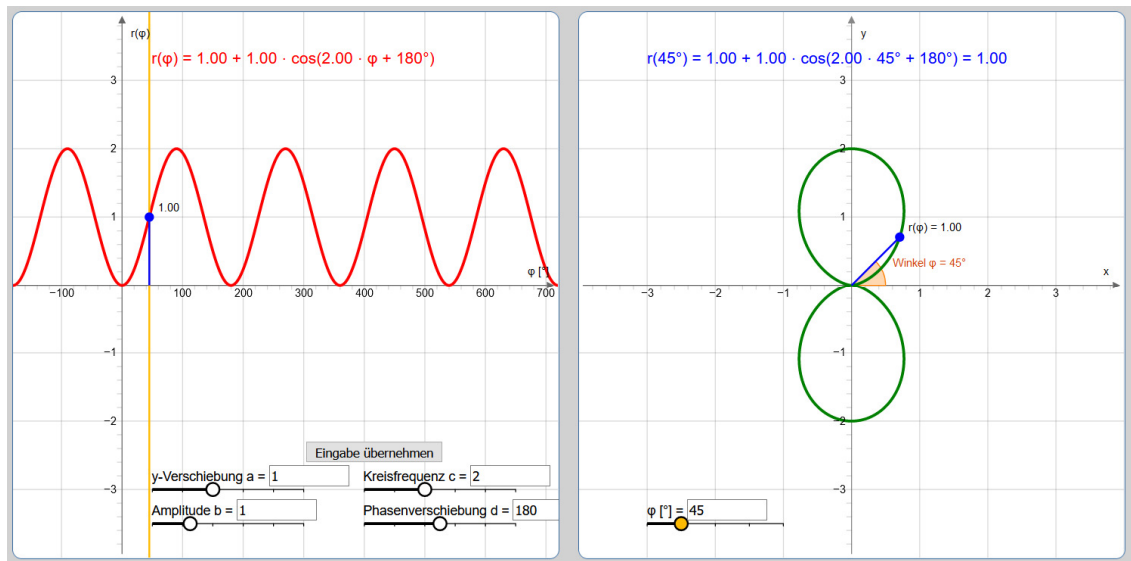 r(φ)
r(φ) = 1.00 + 1.00 · cos(2.00 · φ + 180°)
3
2
1
1.00
φ [°]
−100
100
200
300
400
500
600
700
−1
−2
−3
Eingabe übernehmen
y-Verschiebung a = 1
Kreisfrequenz c = 2
Amplitude b = 1
Phasenverschiebung d = 180
y
r(45°) = 1.00 + 1.00 · cos(2.00 · 45° + 180°) = 1.00
3
2
1
r(φ) = 1.00
Winkel φ = 45°
x
−3
−2
−1
1
2
3
−1
−2
−3
φ [°] = 45